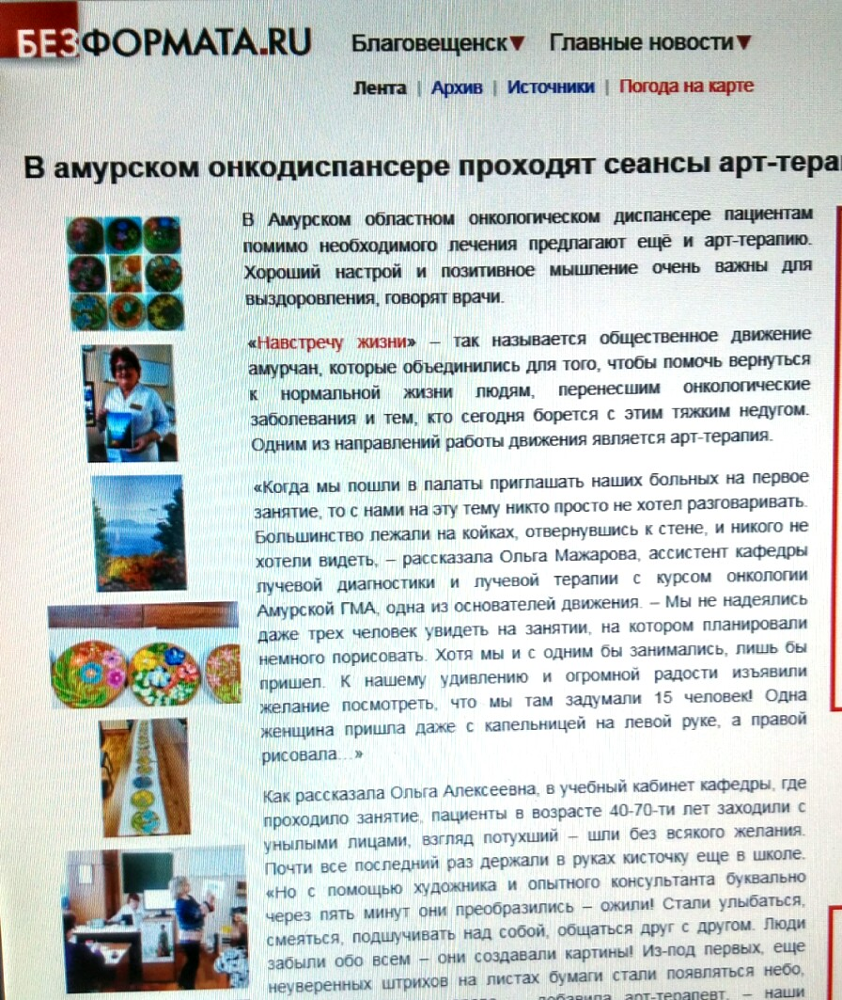 БЕЗФОРМАТА.RU
Благовещенск▼ Главные новости▼
Лента | Архив | Источники | Погода на карте
В амурском онкодиспансере проходят сеансы арт-тера
В Амурском областном онкологическом диспансере пациентам
помимо необходимого лечения предлагают ещё и арт-терапию.
Хороший настрой и позитивное мышление очень важны для
выздоровления, говорят врачи.
«Навстречу жизни» – так называется общественное движение
амурчан, которые объединились для того, чтобы помочь вернуться
к нормальной жизни людям, перенесшим онкологические
заболевания и тем, кто сегодня борется с этим тяжким недугом.
Одним из направлений работы движения является арт-терапия.
«Когда мы пошли в палаты приглашать наших больных на первое
занятие, то с нами на эту тему никто просто не хотел разговаривать.
Большинство лежали на койках, отвернувшись к стене, и никого не
хотели видеть, – рассказала Ольга Мажарова, ассистент кафедры
лучевой диагностики и лучевой терапии с курсом онкологии
Амурской ГМА, одна из основателей движения. – Мы не надеялись
даже трех человек увидеть на занятии, на котором планировали
немного порисовать. Хотя мы и с одним бы занимались, лишь бы
пришел. К нашему удивлению и огромной радости изъявили
желание посмотреть, что мы там задумали 15 человек! Одна
женщина пришла даже с капельницей на левой руке, а правой
рисовала...»
Как рассказала Ольга Алексеевна, в учебный кабинет кафедры, где
проходило занятие, пациенты в возрасте 40-70-ти лет заходили с
унылыми лицами, взгляд потухший – шли без всякого желания.
Почти все последний раз держали в руках кисточку еще в школе.
«Но с помощью художника и опытного консультанта буквально
через пять минут они преобразились – ожили! Стали улыбаться,
смеяться, подшучивать над собой, общаться друг с другом. Люди
забыли обо всем – они создавали картины! Из-под первых, еще
неуверенных штрихов на листах бумаги стали появляться небо,
добавила арт-терапевт, – наши